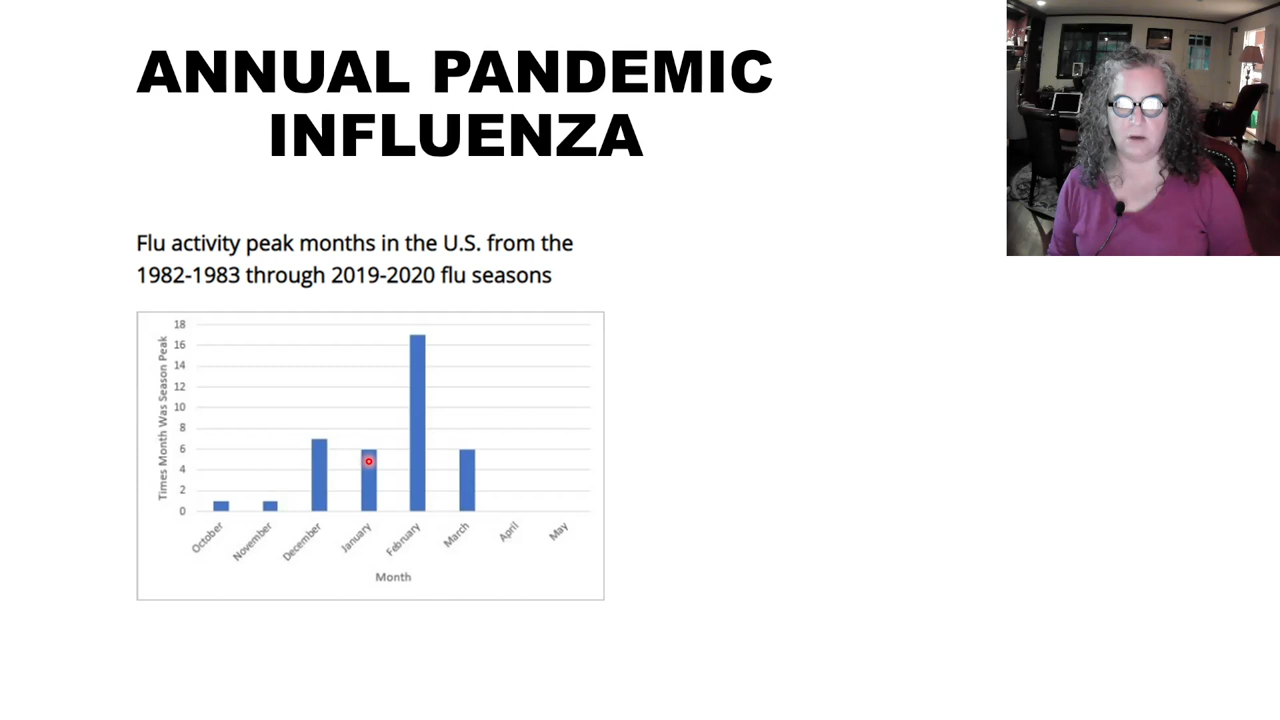 ANNUAL PANDEMIC
INFLUENZA
Flu activity peak months in the U.S. from the
1982-1983 through 2019-2020 flu seasons
Times Month Was Season Peak
18
16
14
12
10
8
6
4
2
0
October
November
December
January
February
March
April
May
Month